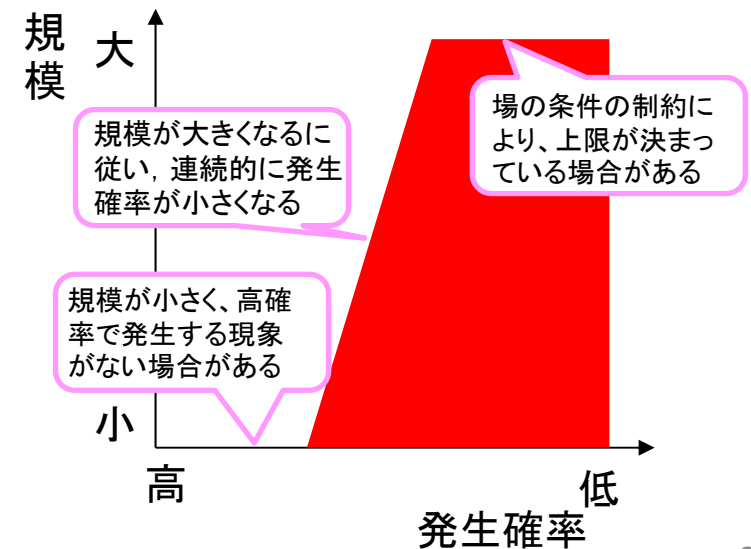 規模
大
場の条件の制約に
より、上限が決まっ
ている場合がある
規模が大きくなるに
従い，連続的に発生
確率が小さくなる
規模が小さく、高確
率で発生する現象
がない場合がある
小
高
低
発生確率